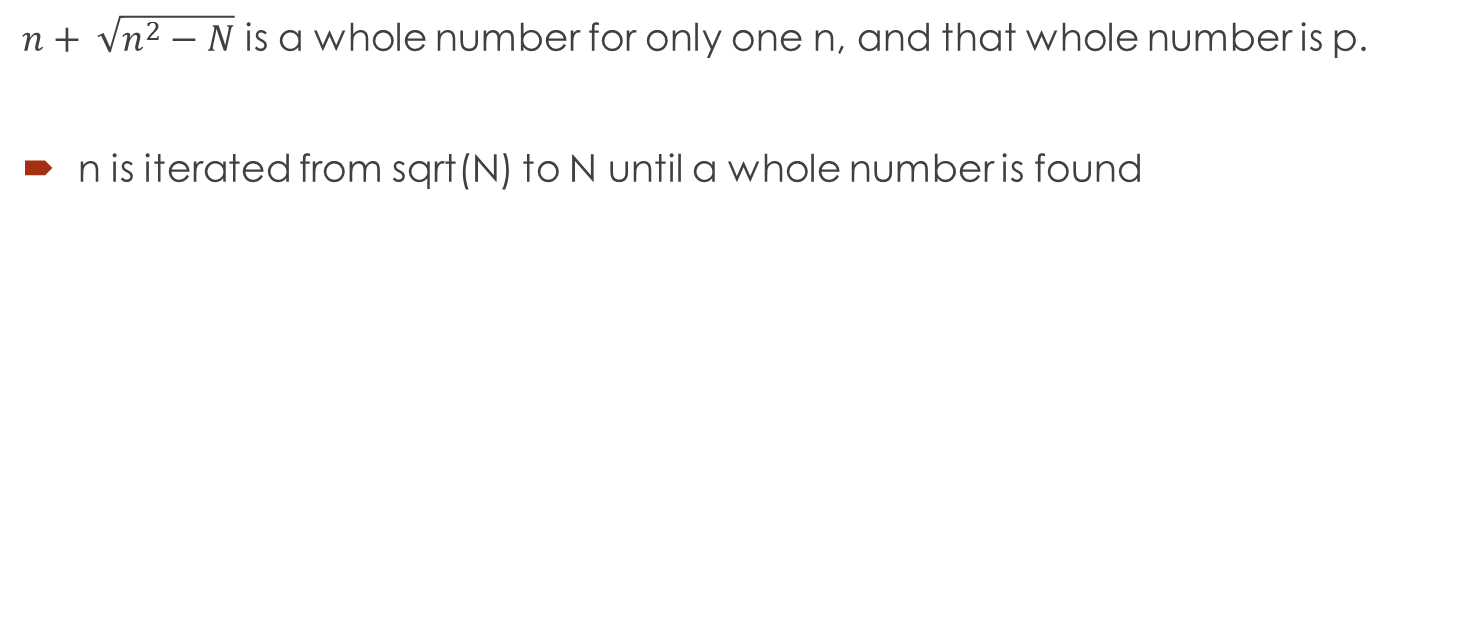 n + √n² − N is a whole number for only one n, and that whole number is p.
n is iterated from sqrt(N) to N until a whole number is found